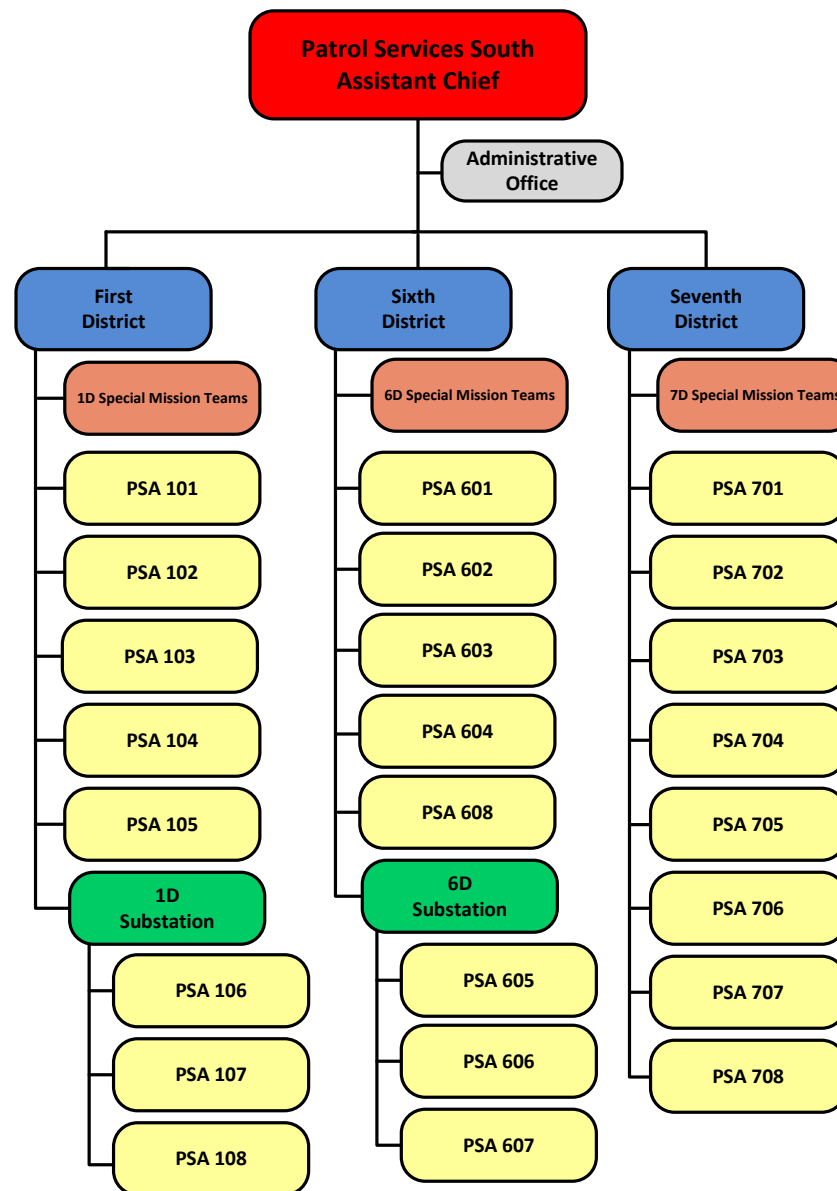 Patrol Services South
Assistant Chief
Administrative
Office
First
District
1D Special Mission Teams
PSA 101
PSA 102
PSA 103
PSA 104
PSA 105
1D
Substation
PSA 106
PSA 107
PSA 108
Sixth
District
6D Special Mission Teams
PSA 601
PSA 602
PSA 603
PSA 604
PSA 608
6D
Substation
PSA 605
PSA 606
PSA 607
Seventh
District
7D Special Mission Teams
PSA 701
PSA 702
PSA 703
PSA 704
PSA 705
PSA 706
PSA 707
PSA 708